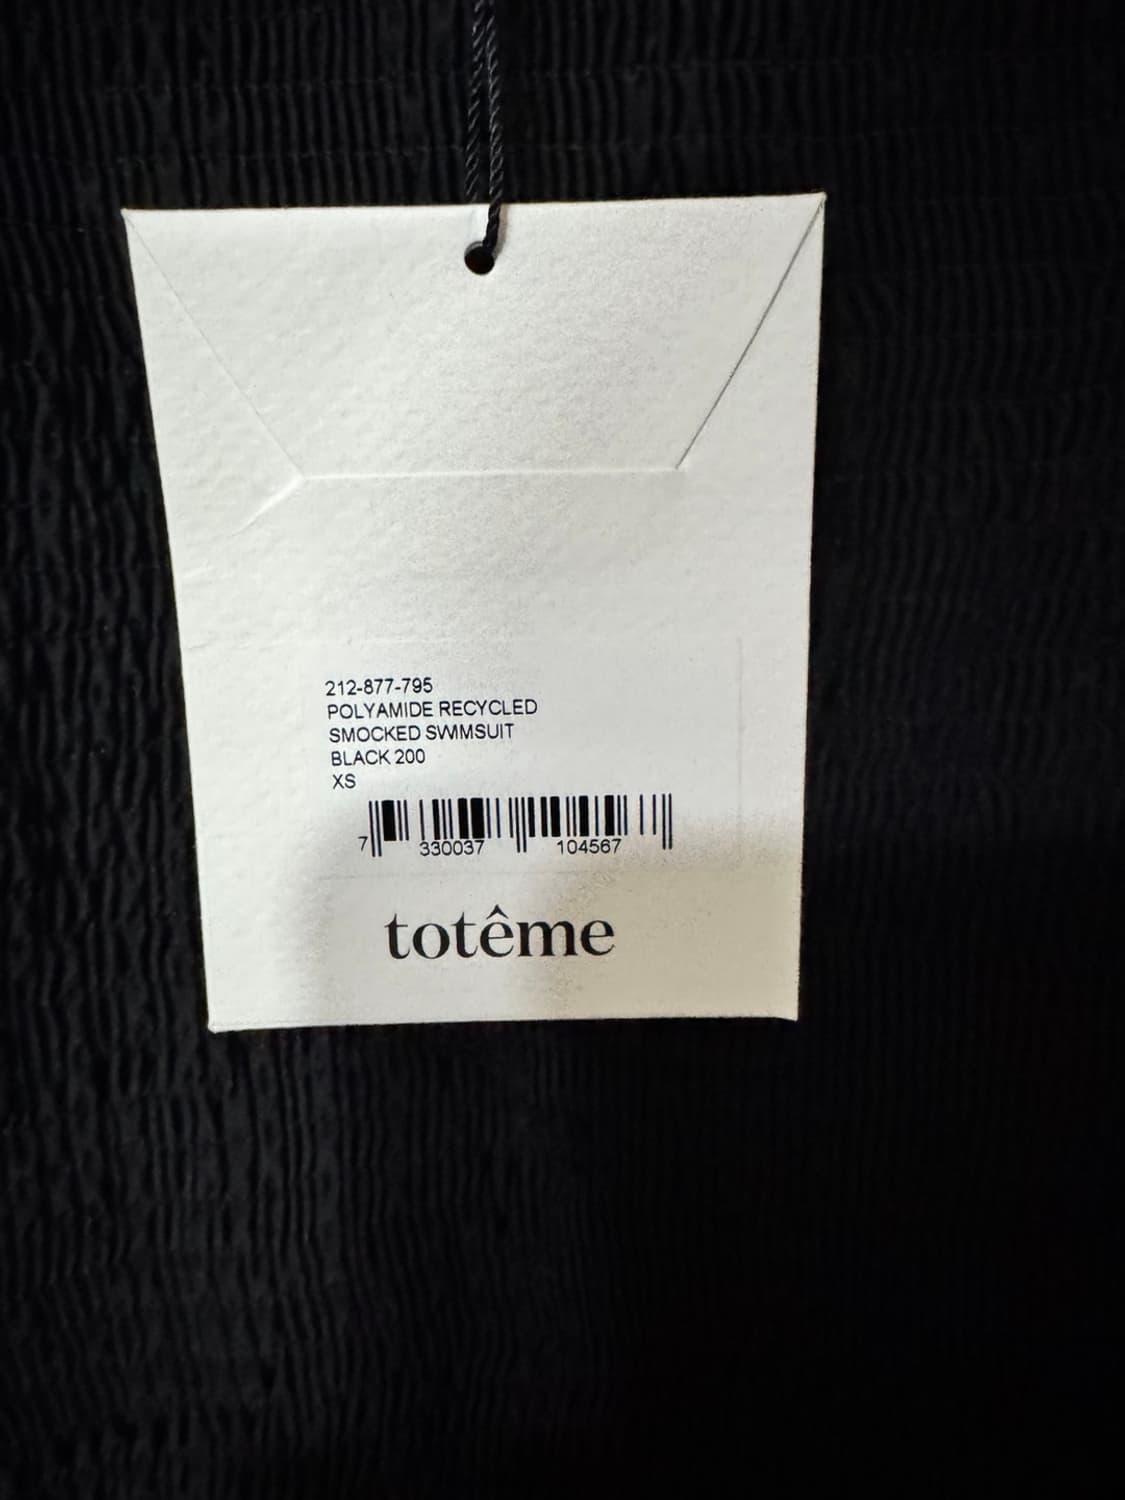 212-877-795
POLYAMIDE RECYCLED
SMOCKED SWIMSUIT
BLACK 200
XS
7 330037 104567
totême